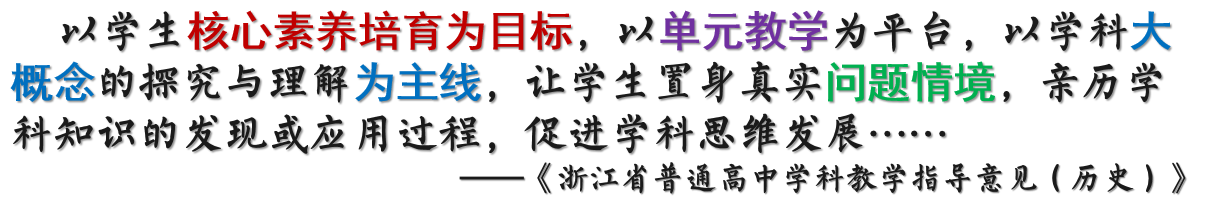 以学生核心素养培育为目标，以单元教学为平台，以学科大
概念的探究与理解为主线，让学生置身真实问题情境，亲历学
科知识的发现或应用过程，促进学科思维发展……
——《浙江省普通高中学科教学指导意见（历史）》